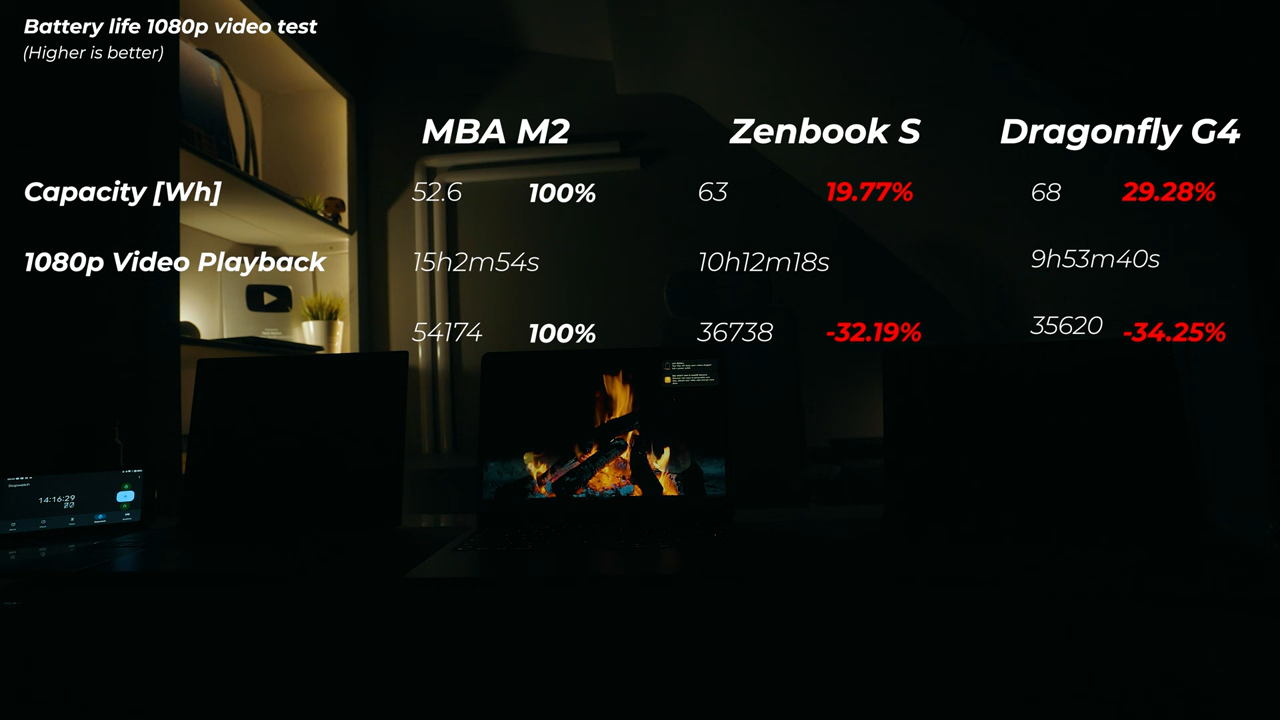 Battery life 1080p video test
(Higher is better)
MBA M2 Zenbook S Dragonfly G4
Capacity [Wh] 52.6 100% 63 19.77% 68 29.28%
1080p Video Playback 15h2m54s 10h12m18s 9h53m40s
54174 100% 36738 -32.19% 35620 -34.25%
14:16:29